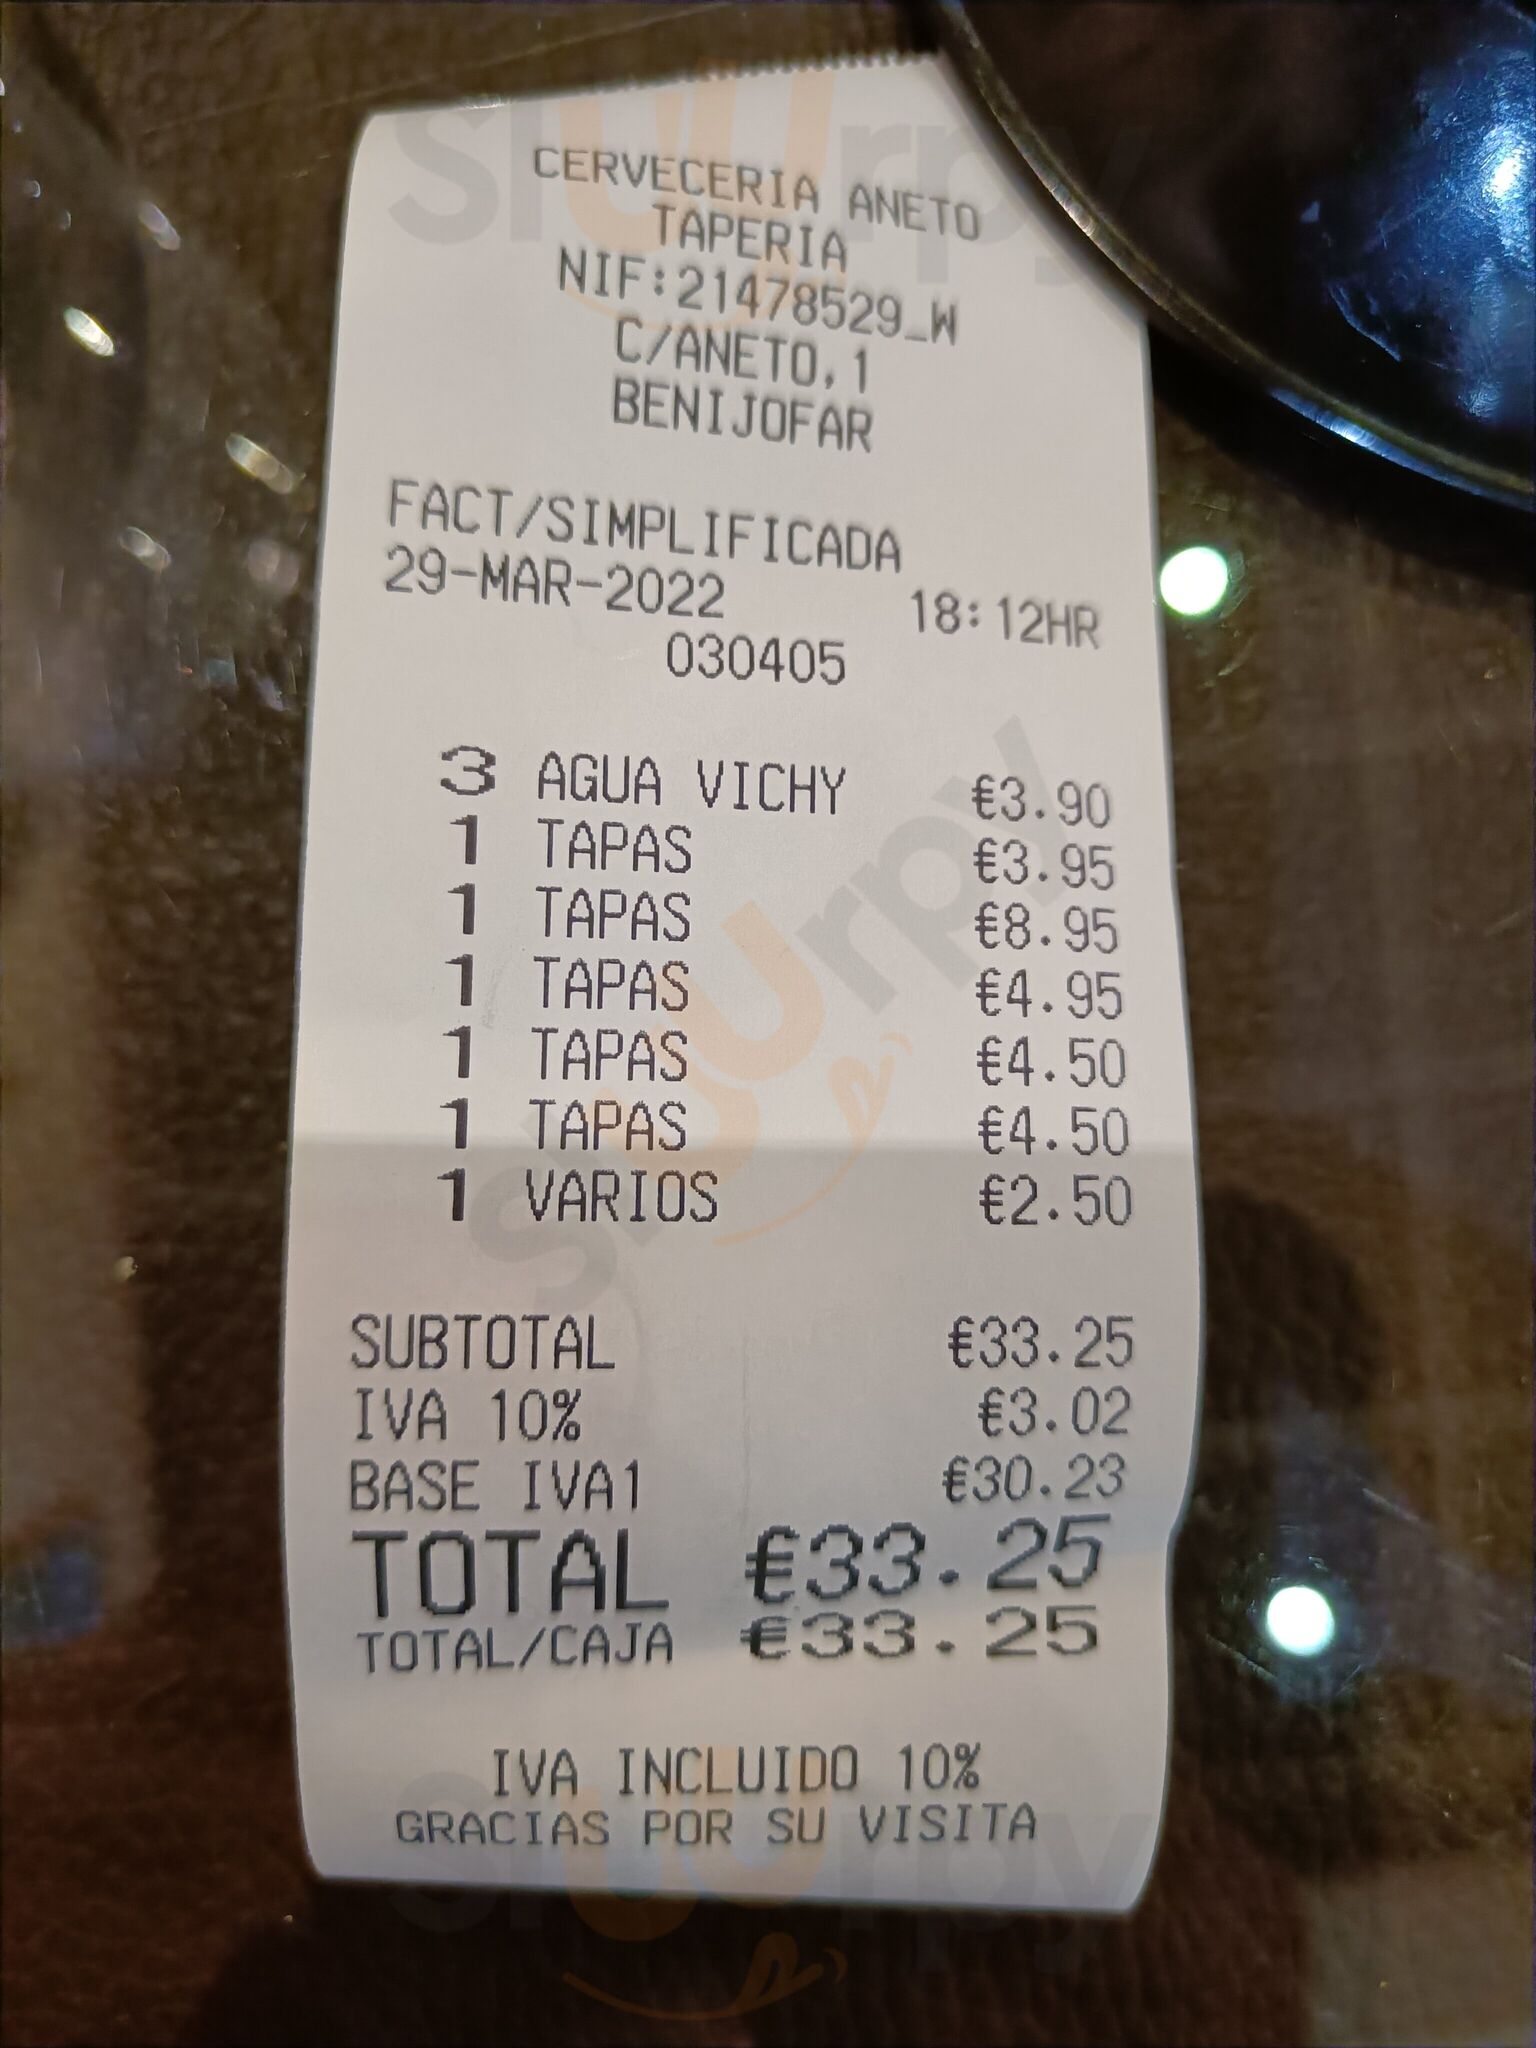 CERVECERIA ANETO
TAPERIA
NIF:21478529_W
C/ANETO,1
BENIJOFAR
FACT/SIMPLIFICADA
29-MAR-2022 18:12HR
030405
3 AGUA VICHY €3.90
1 TAPAS €3.95
1 TAPAS €8.95
1 TAPAS €4.95
1 TAPAS €4.50
1 TAPAS €4.50
1 VARIOS €2.50
SUBTOTAL €33.25
IVA 10% €3.02
BASE IVA1 €30.23
TOTAL €33.25
TOTAL/CAJA €33.25
IVA INCLUIDO 10%
GRACIAS POR SU VISITA
sluurpy
sluurpy
sluurpy